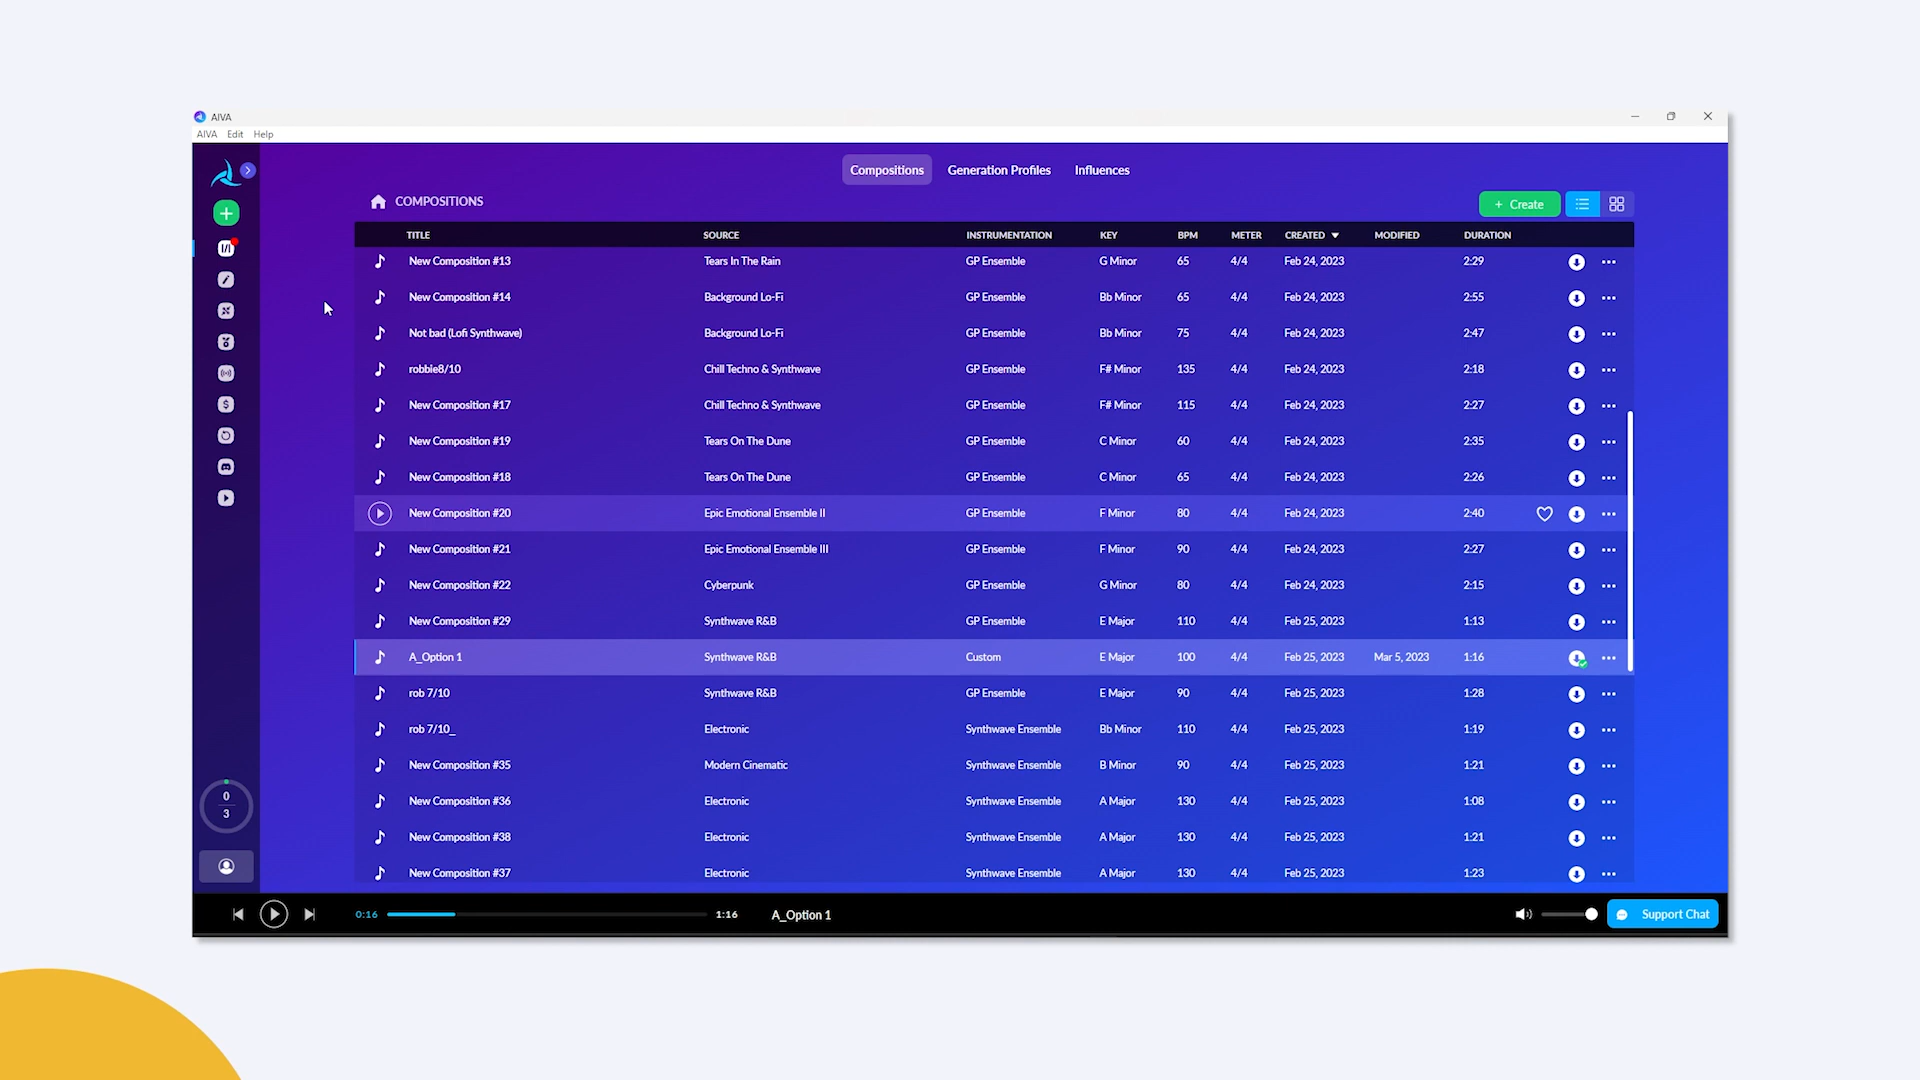 AIVA
AIVA Edit Help
Compositions Generation Profiles Influences
COMPOSITIONS
+ Create
TITLE SOURCE INSTRUMENTATION KEY BPM METER CREATED MODIFIED DURATION
New Composition #13 Tears In The Rain GP Ensemble G Minor 65 4/4 Feb 24, 2023 2:29
New Composition #14 Background Lo-Fi GP Ensemble Bb Minor 65 4/4 Feb 24, 2023 2:55
Not bad (Lofi Synthwave) Background Lo-Fi GP Ensemble Bb Minor 75 4/4 Feb 24, 2023 2:47
robbie8/10 Chill Techno & Synthwave GP Ensemble F# Minor 135 4/4 Feb 24, 2023 2:18
New Composition #17 Chill Techno & Synthwave GP Ensemble F# Minor 115 4/4 Feb 24, 2023 2:27
New Composition #19 Tears On The Dune GP Ensemble C Minor 60 4/4 Feb 24, 2023 2:35
New Composition #18 Tears On The Dune GP Ensemble C Minor 65 4/4 Feb 24, 2023 2:26
New Composition #20 Epic Emotional Ensemble II GP Ensemble F Minor 80 4/4 Feb 24, 2023 2:40
New Composition #21 Epic Emotional Ensemble III GP Ensemble F Minor 90 4/4 Feb 24, 2023 2:27
New Composition #22 Cyberpunk GP Ensemble G Minor 80 4/4 Feb 24, 2023 2:15
New Composition #29 Synthwave R&B GP Ensemble E Major 110 4/4 Feb 25, 2023 1:13
A_Option 1 Synthwave R&B Custom E Major 100 4/4 Feb 25, 2023 Mar 5, 2023 1:16
rob 7/10 Synthwave R&B GP Ensemble E Major 90 4/4 Feb 25, 2023 1:28
rob 7/10_ Electronic Synthwave Ensemble Bb Minor 110 4/4 Feb 25, 2023 1:19
New Composition #35 Modern Cinematic Synthwave Ensemble B Minor 90 4/4 Feb 25, 2023 1:21
New Composition #36 Electronic Synthwave Ensemble A Major 130 4/4 Feb 25, 2023 1:08
New Composition #38 Electronic Synthwave Ensemble A Major 130 4/4 Feb 25, 2023 1:21
New Composition #37 Electronic Synthwave Ensemble A Major 130 4/4 Feb 25, 2023 1:23
0
3
0:16 1:16 A_Option 1 Support Chat